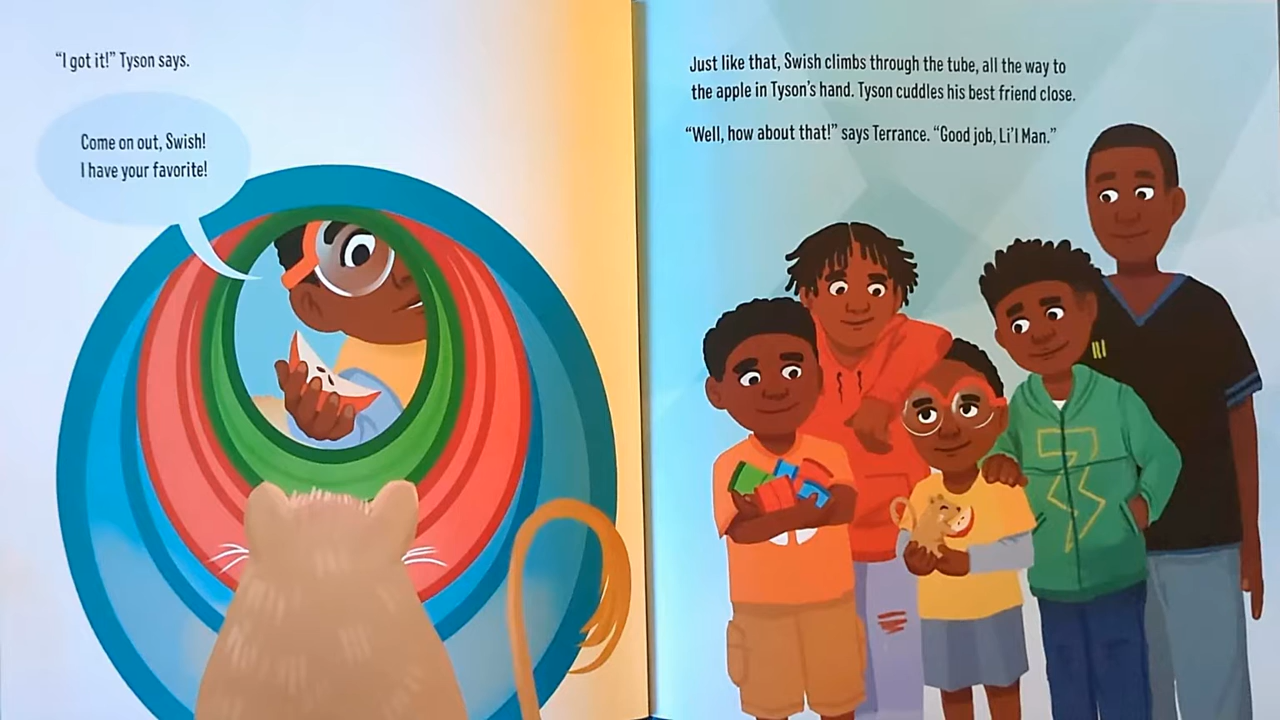 “I got it!” Tyson says.
Come on out, Swish!
I have your favorite!
Just like that, Swish climbs through the tube, all the way to
the apple in Tyson’s hand. Tyson cuddles his best friend close.
“Well, how about that!” says Terrance. “Good job, Li’l Man.”